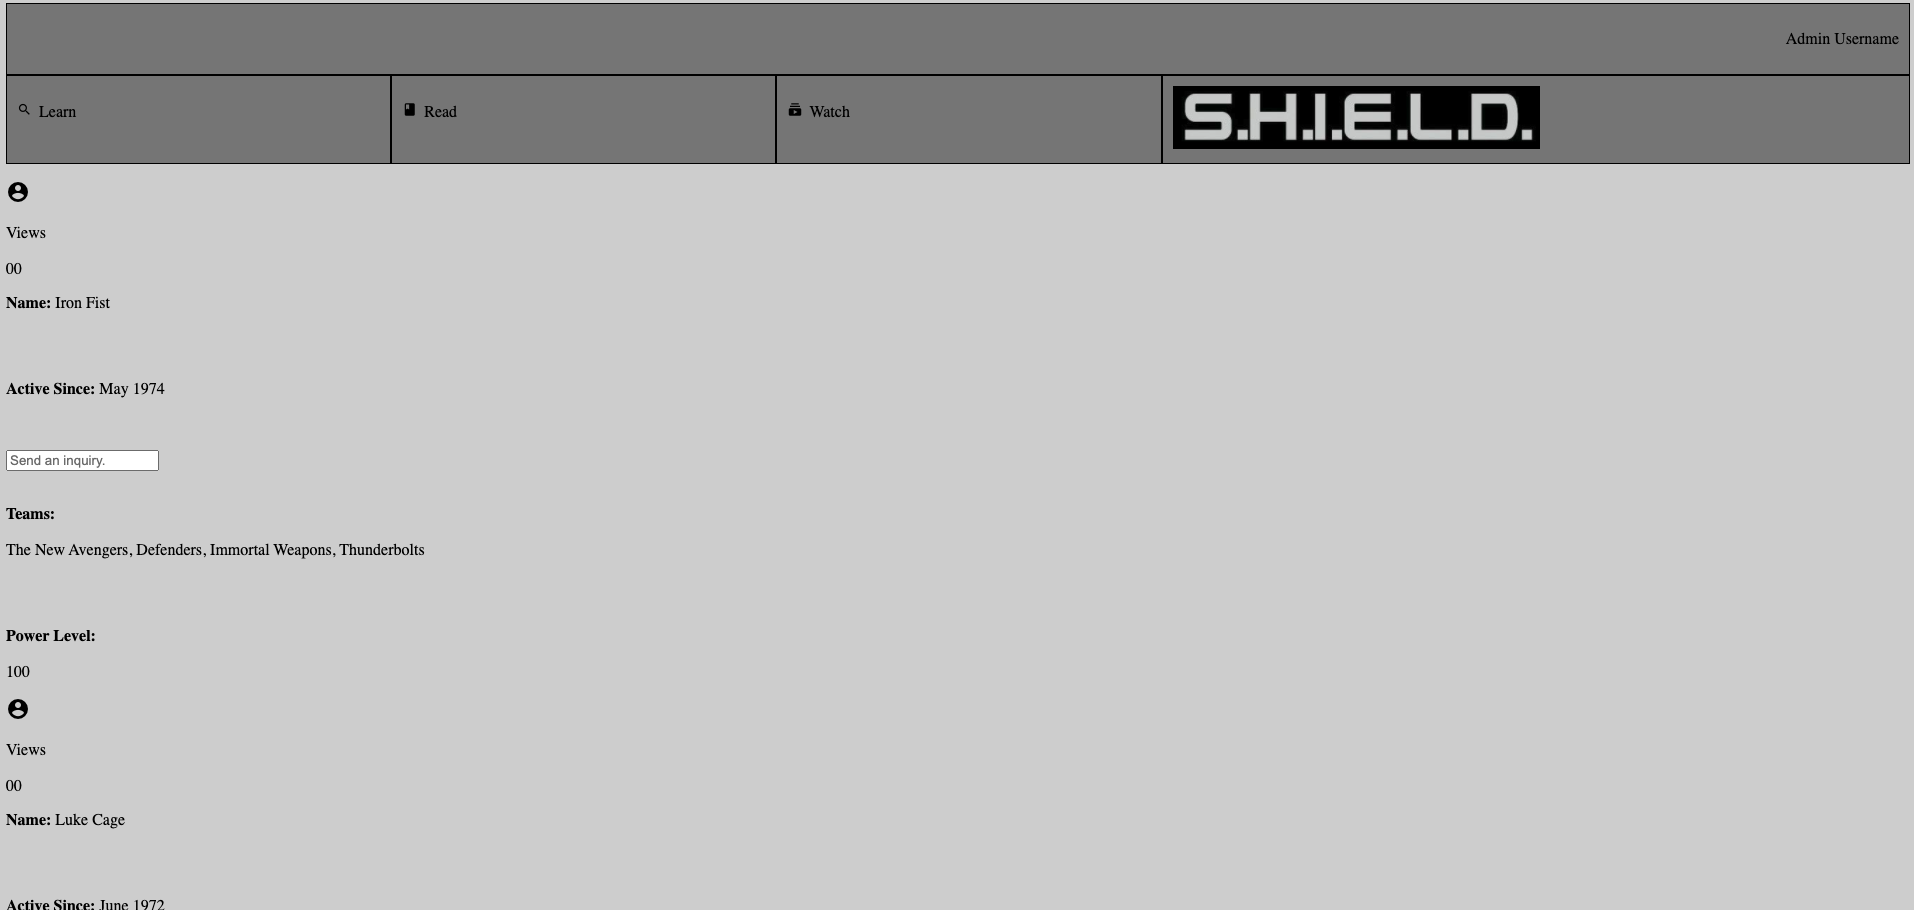 Admin Username
Learn
Read
Watch
S.H.I.E.L.D.
Views
00
Name: Iron Fist
Active Since: May 1974
Send an inquiry.
Teams:
The New Avengers, Defenders, Immortal Weapons, Thunderbolts
Power Level:
100
Views
00
Name: Luke Cage
Active Since: June 1972